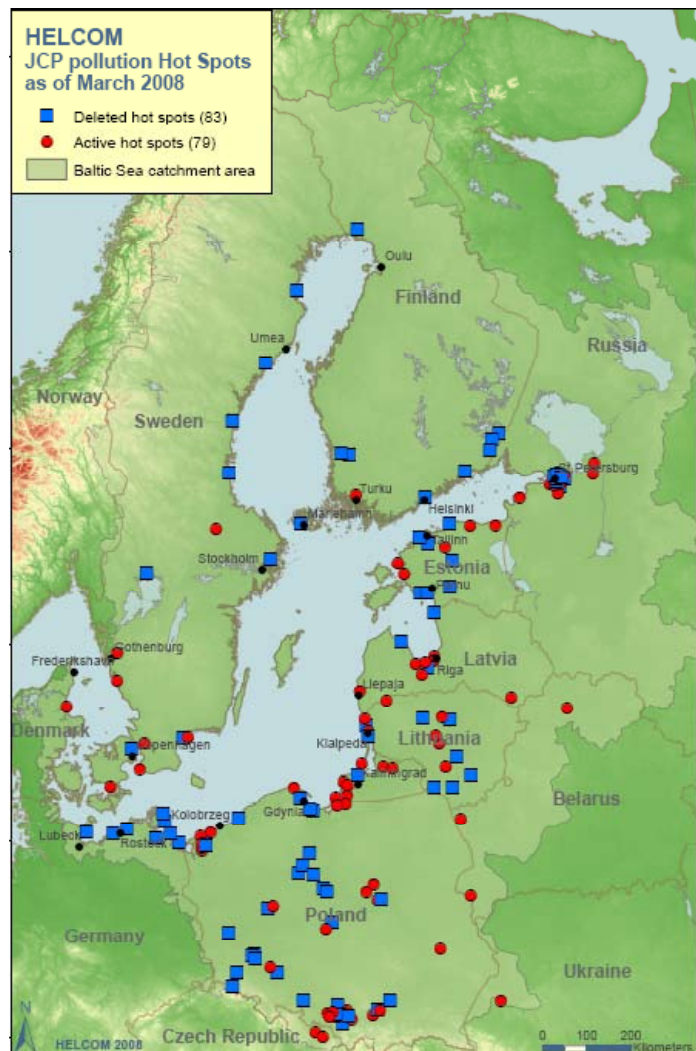 HELCOM
JCP pollution Hot Spots
as of March 2008
Deleted hot spots (83)
Active hot spots (79)
Baltic Sea catchment area
Oulu
Finland
Umea
Russia
Norway
Sweden
St.Petersburg
Turku
Helsinki
Mariehamn
Tallinn
Stockholm
Estonia
Parnu
Gothenburg
Frederikshavn
Latvia
Riga
Liepaja
Denmark
Copenhagen
Klaipeda
Lithuania
Kaliningrad
Belarus
Kolobrzeg
Gdynia
Lubeck
Rostock
Poland
Germany
Ukraine
N
Czech Republic
HELCOM 2008
0 100 200
Kilometers